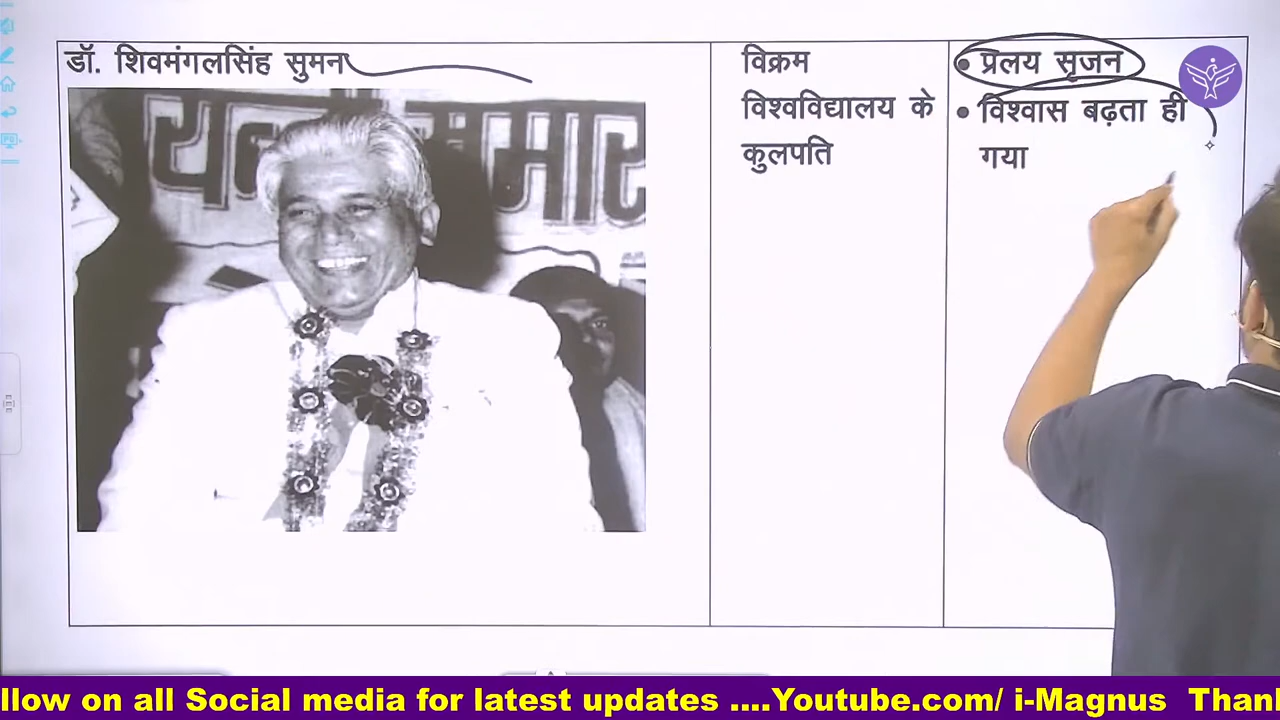 डॉ. शिवमंगलसिंह सुमन
विक्रम
विश्वविद्यालय के
कुलपति
• प्रलय सृजन
• विश्वास बढ़ता ही
गया
llow on all Social media for latest updates ....Youtube.com/ i-Magnus Than